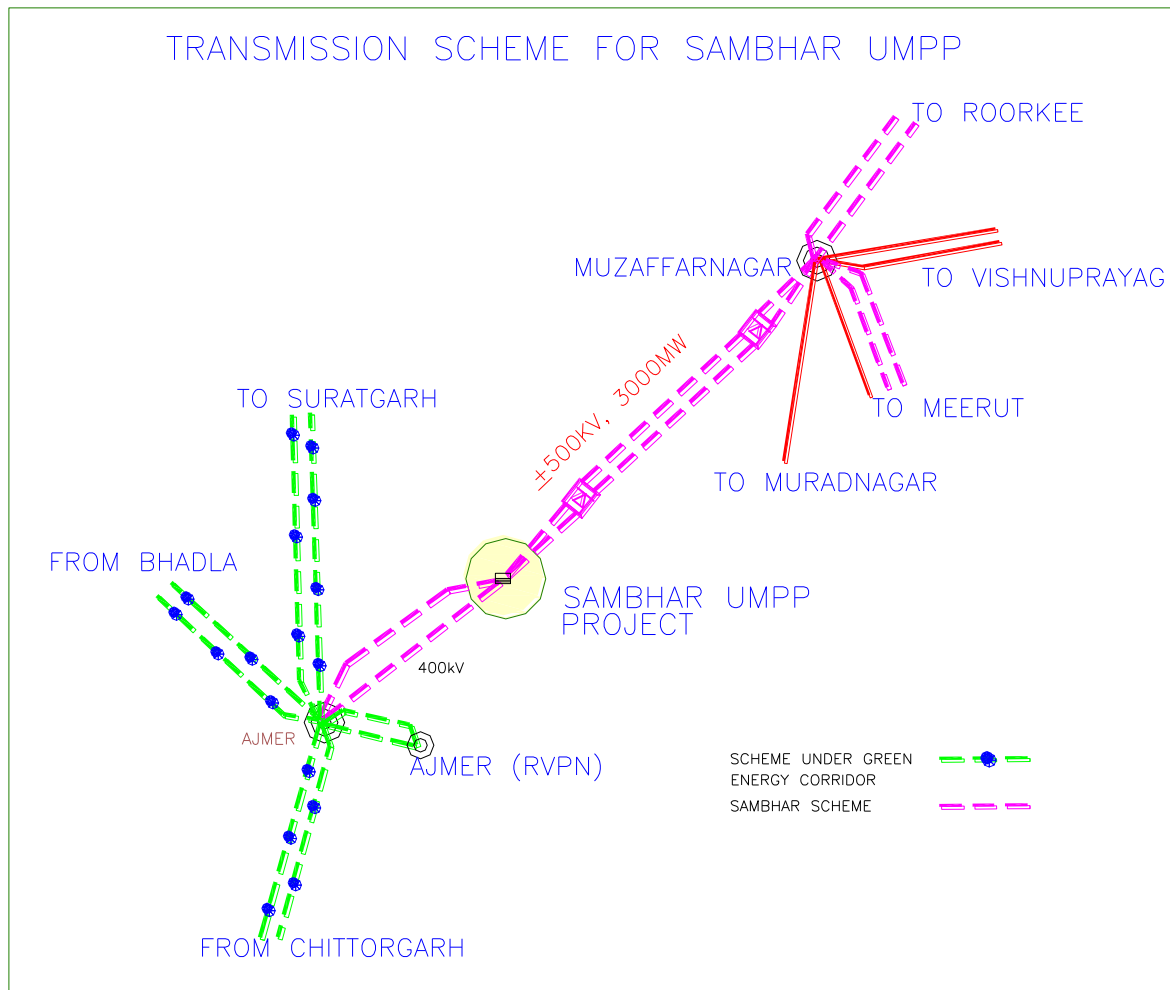 TRANSMISSION SCHEME FOR SAMBHAR UMPP
TO ROORKEE
MUZAFFARNAGAR
TO VISHNUPRAYAG
±500KV, 3000MW
TO SURATGARH
TO MEERUT
TO MURADNAGAR
FROM BHADLA
SAMBHAR UMPP
PROJECT
400kV
AJMER
AJMER (RVPN)
SCHEME UNDER GREEN
ENERGY CORRIDOR
SAMBHAR SCHEME
FROM CHITTORGARH